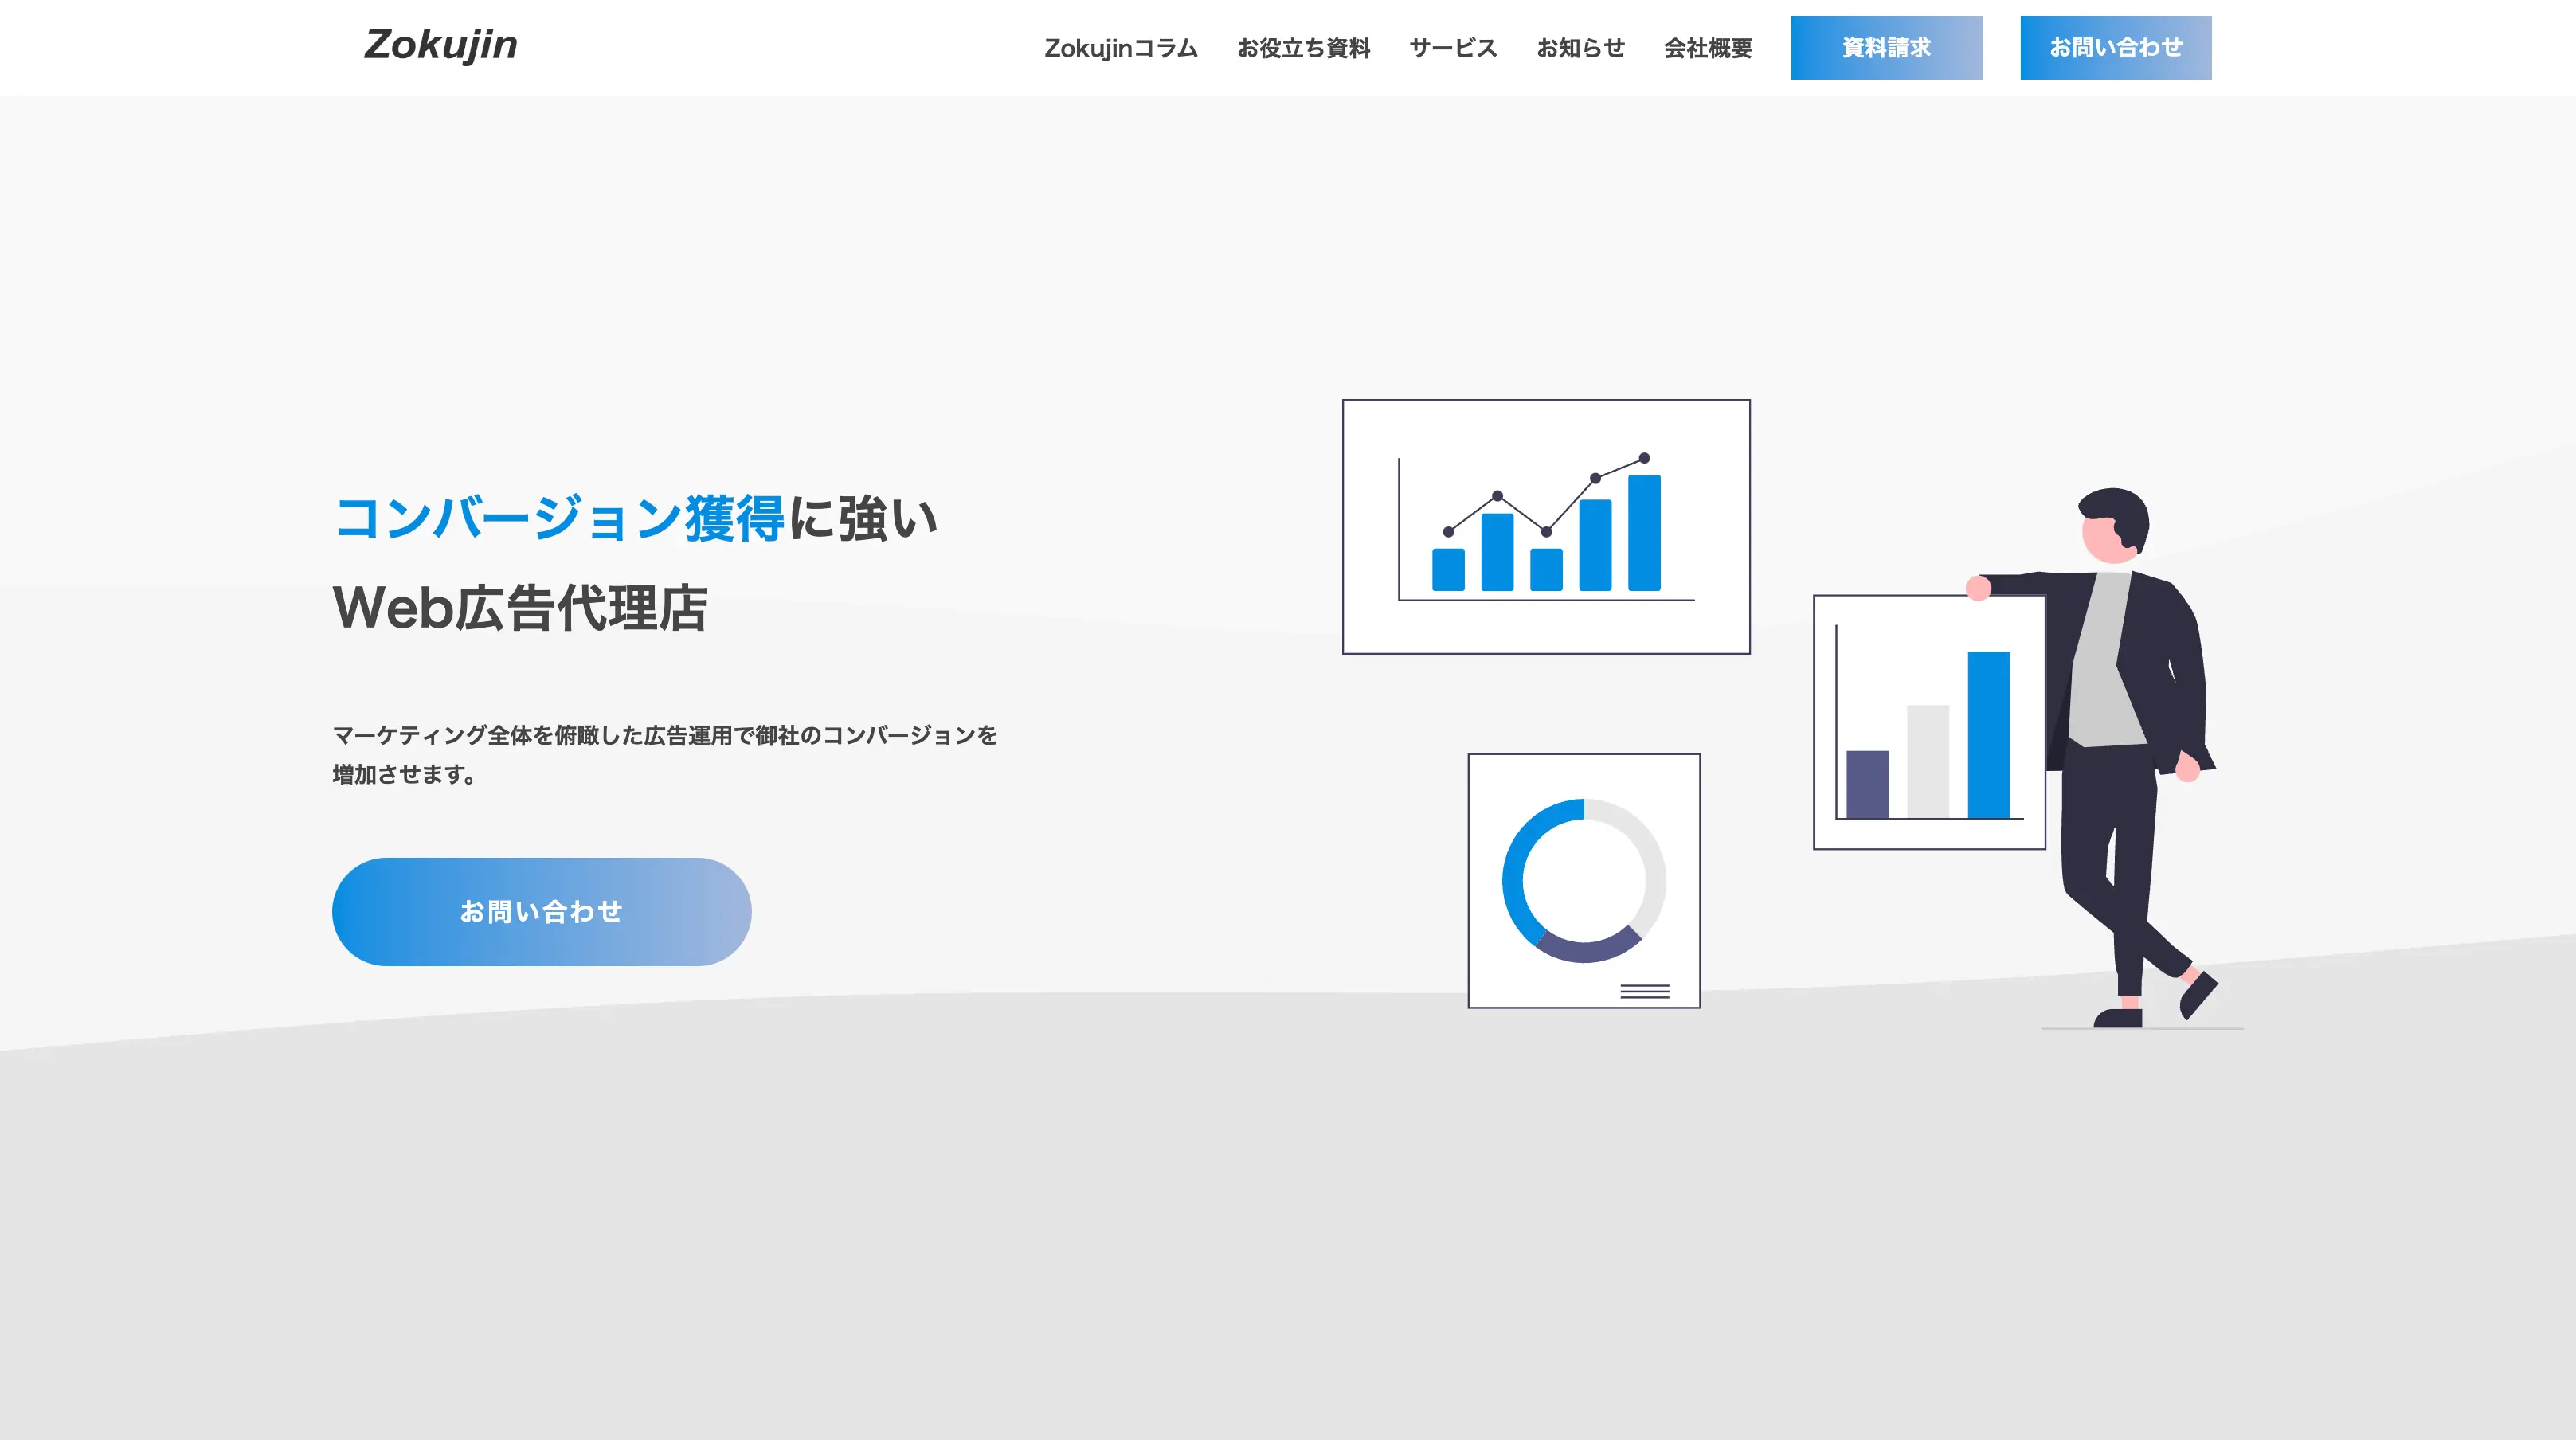 Zokujin
Zokujinコラム
お役立ち資料
サービス
お知らせ
会社概要
資料請求
お問い合わせ
コンバージョン獲得に強い
Web広告代理店
マーケティング全体を俯瞰した広告運用で御社のコンバージョンを
増加させます。
お問い合わせ